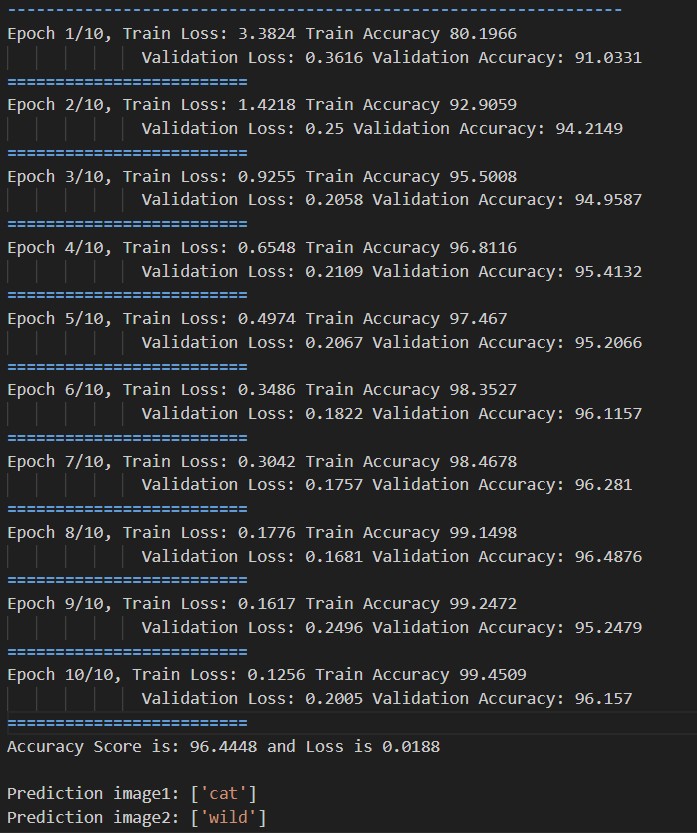 ----------------------------------------------------------------
Epoch 1/10, Train Loss: 3.3824 Train Accuracy 80.1966
Validation Loss: 0.3616 Validation Accuracy: 91.0331
=========================
Epoch 2/10, Train Loss: 1.4218 Train Accuracy 92.9059
Validation Loss: 0.25 Validation Accuracy: 94.2149
=========================
Epoch 3/10, Train Loss: 0.9255 Train Accuracy 95.5008
Validation Loss: 0.2058 Validation Accuracy: 94.9587
=========================
Epoch 4/10, Train Loss: 0.6548 Train Accuracy 96.8116
Validation Loss: 0.2109 Validation Accuracy: 95.4132
=========================
Epoch 5/10, Train Loss: 0.4974 Train Accuracy 97.467
Validation Loss: 0.2067 Validation Accuracy: 95.2066
=========================
Epoch 6/10, Train Loss: 0.3486 Train Accuracy 98.3527
Validation Loss: 0.1822 Validation Accuracy: 96.1157
=========================
Epoch 7/10, Train Loss: 0.3042 Train Accuracy 98.4678
Validation Loss: 0.1757 Validation Accuracy: 96.281
=========================
Epoch 8/10, Train Loss: 0.1776 Train Accuracy 99.1498
Validation Loss: 0.1681 Validation Accuracy: 96.4876
=========================
Epoch 9/10, Train Loss: 0.1617 Train Accuracy 99.2472
Validation Loss: 0.2496 Validation Accuracy: 95.2479
=========================
Epoch 10/10, Train Loss: 0.1256 Train Accuracy 99.4509
Validation Loss: 0.2005 Validation Accuracy: 96.157
=========================
Accuracy Score is: 96.4448 and Loss is 0.0188
Prediction image1: ['cat']
Prediction image2: ['wild']